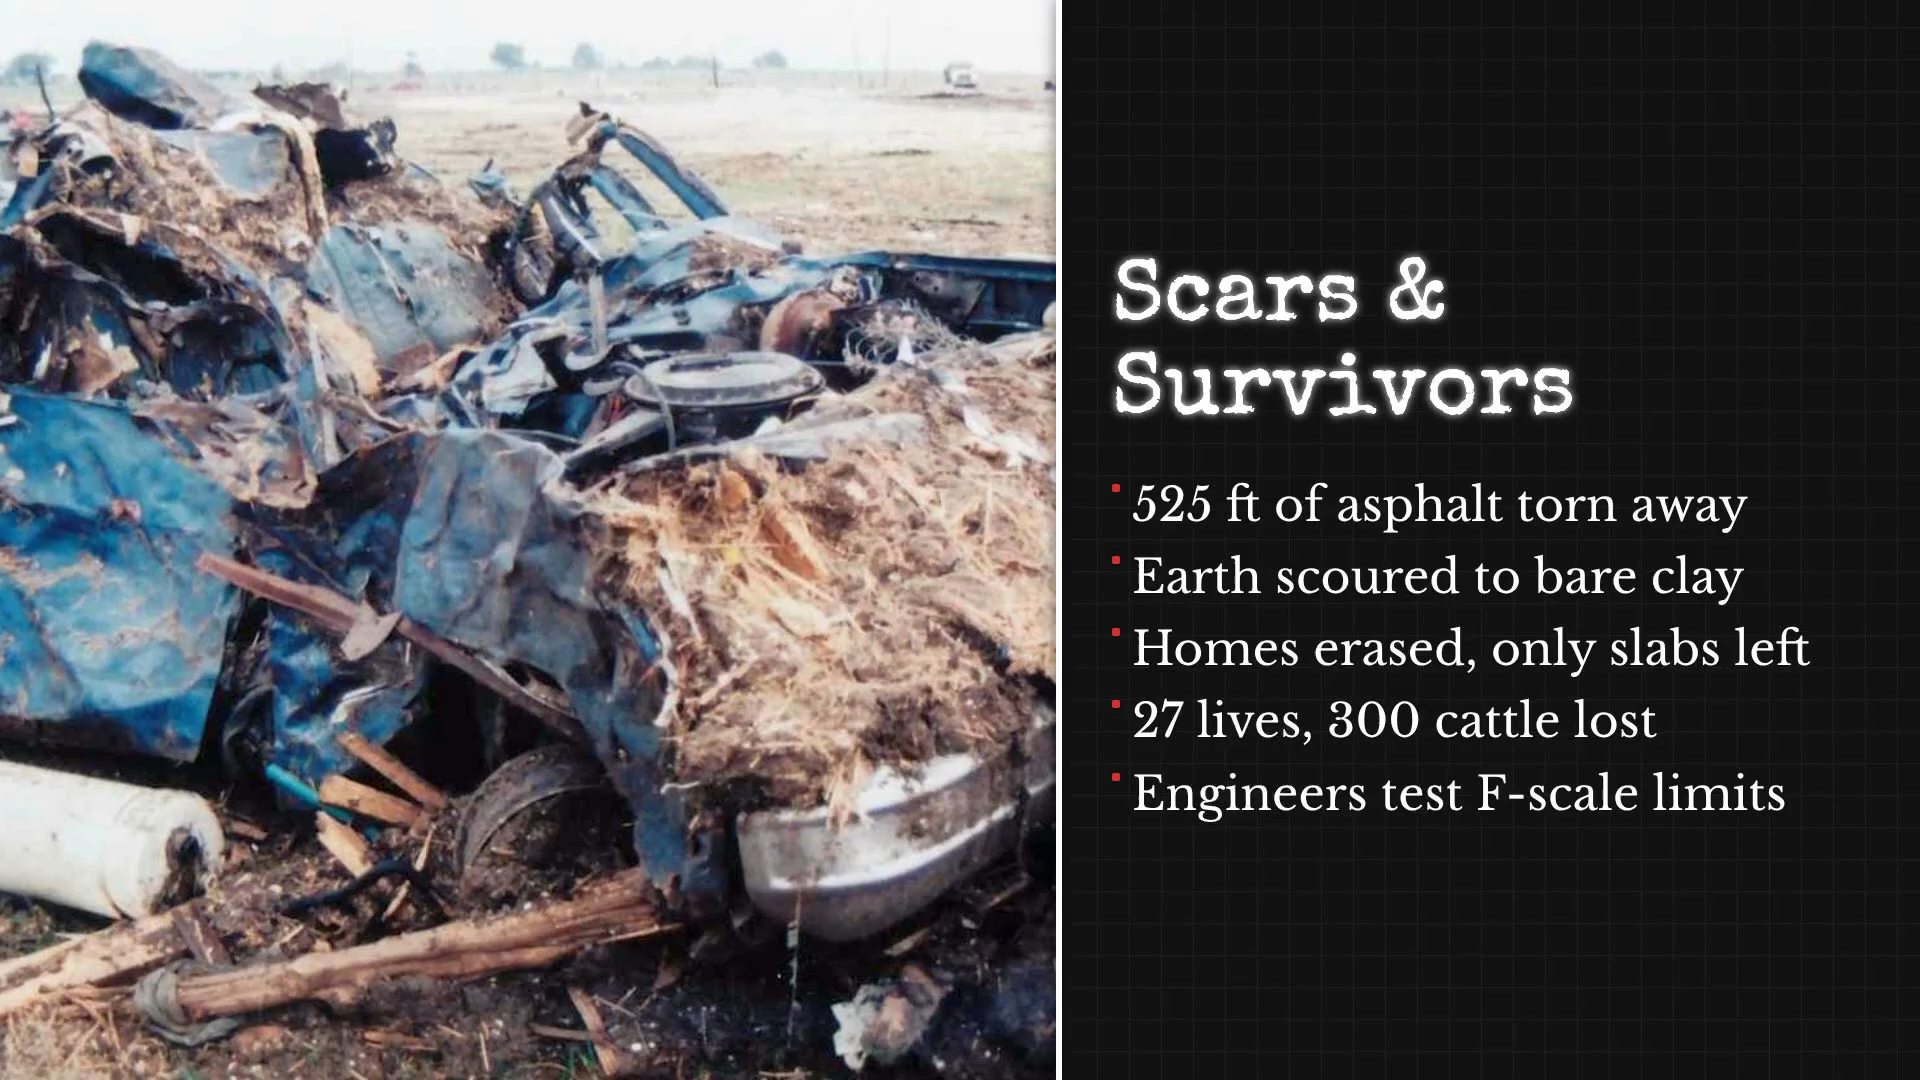 Scars &
Survivors
525 ft of asphalt torn away
Earth scoured to bare clay
Homes erased, only slabs left
27 lives, 300 cattle lost
Engineers test F-scale limits